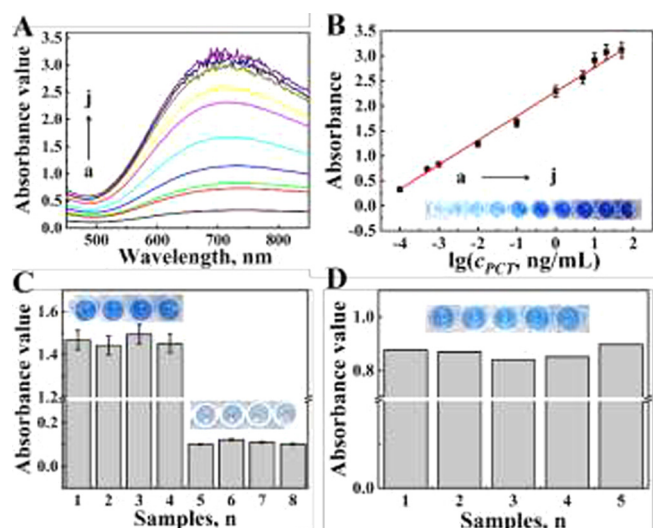 A
3.5
3.0
2.5
2.0
1.5
1.0
0.5
0.0
Absorbance value
j
a
500 600 700 800
Wavelength, nm
B
3.5
3.0
2.5
2.0
1.5
1.0
0.5
0.0
-0.5
Absorbance
a j
-4 -3 -2 -1 0 1 2
lg(cPCT, ng/mL)
C
1.6
1.4
1.2
0.2
0.0
Absorbance value
1 2 3 4 5 6 7 8
Samples, n
D
1.0
0.8
0.0
Absorbance value
1 2 3 4 5
Samples, n